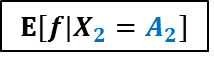 E[f|X₂ = A₂]